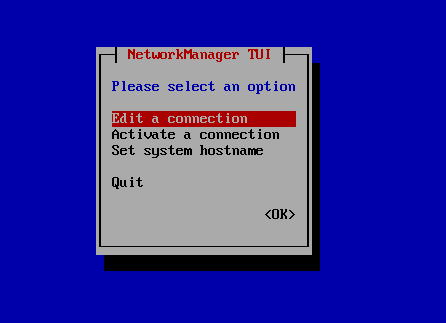 NetworkManager TUI
Please select an option
Edit a connection
Activate a connection
Set system hostname
Quit
<OK>